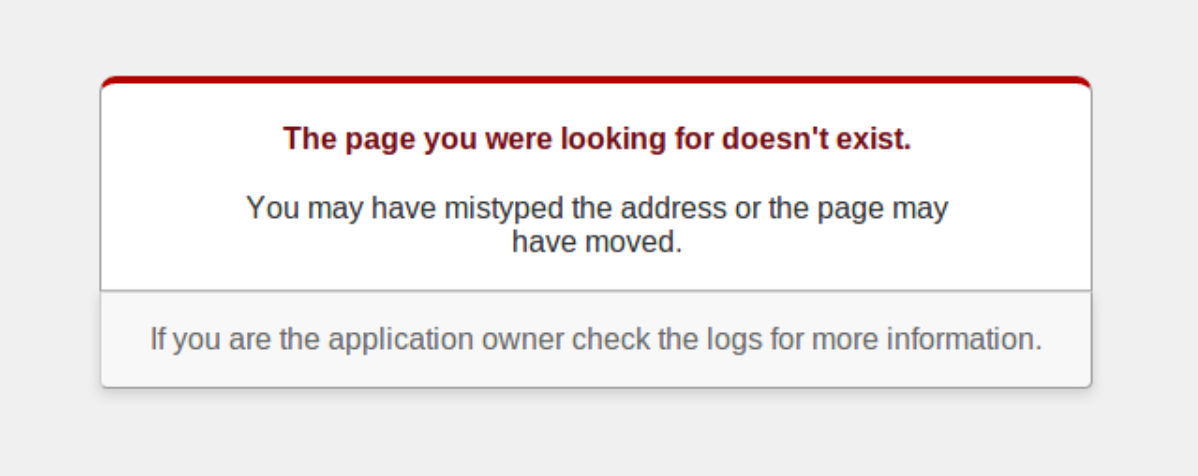 The page you were looking for doesn't exist.
You may have mistyped the address or the page may
have moved.
If you are the application owner check the logs for more information.